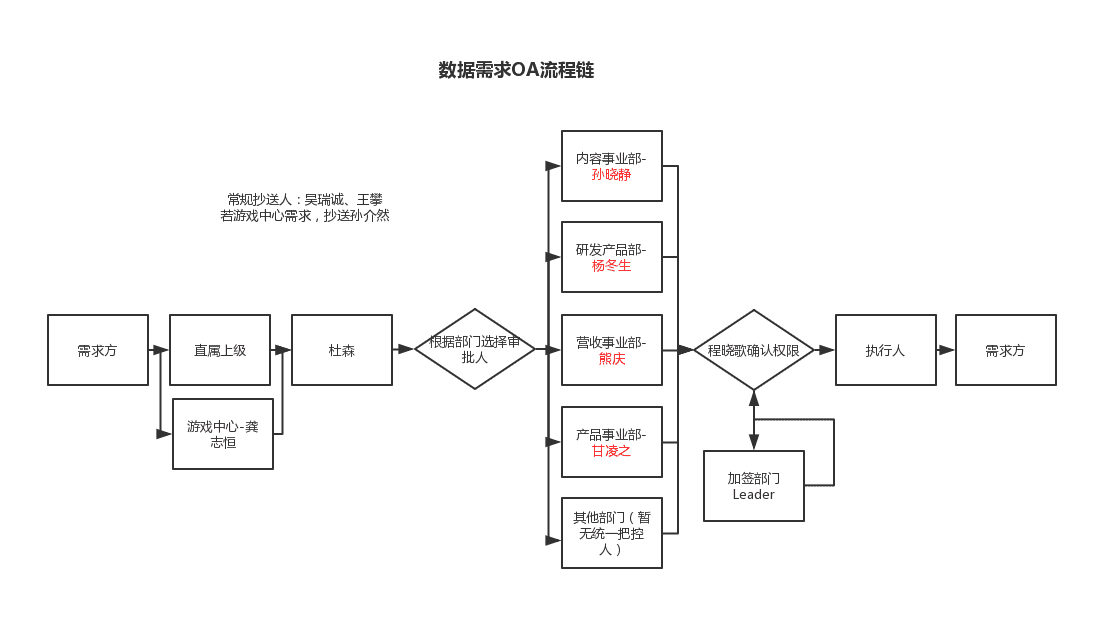 数据需求OA流程链
常规抄送人：吴瑞诚、王攀
若游戏中心需求，抄送孙介然
内容事业部-
孙晓静
研发产品部-
杨冬生
需求方
直属上级
杜森
根据部门选择审
批人
营收事业部-
熊庆
程晓歌确认权限
执行人
需求方
游戏中心-龚
志恒
产品事业部-
甘凌之
加签部门
Leader
其他部门（暂
无统一把控
人）